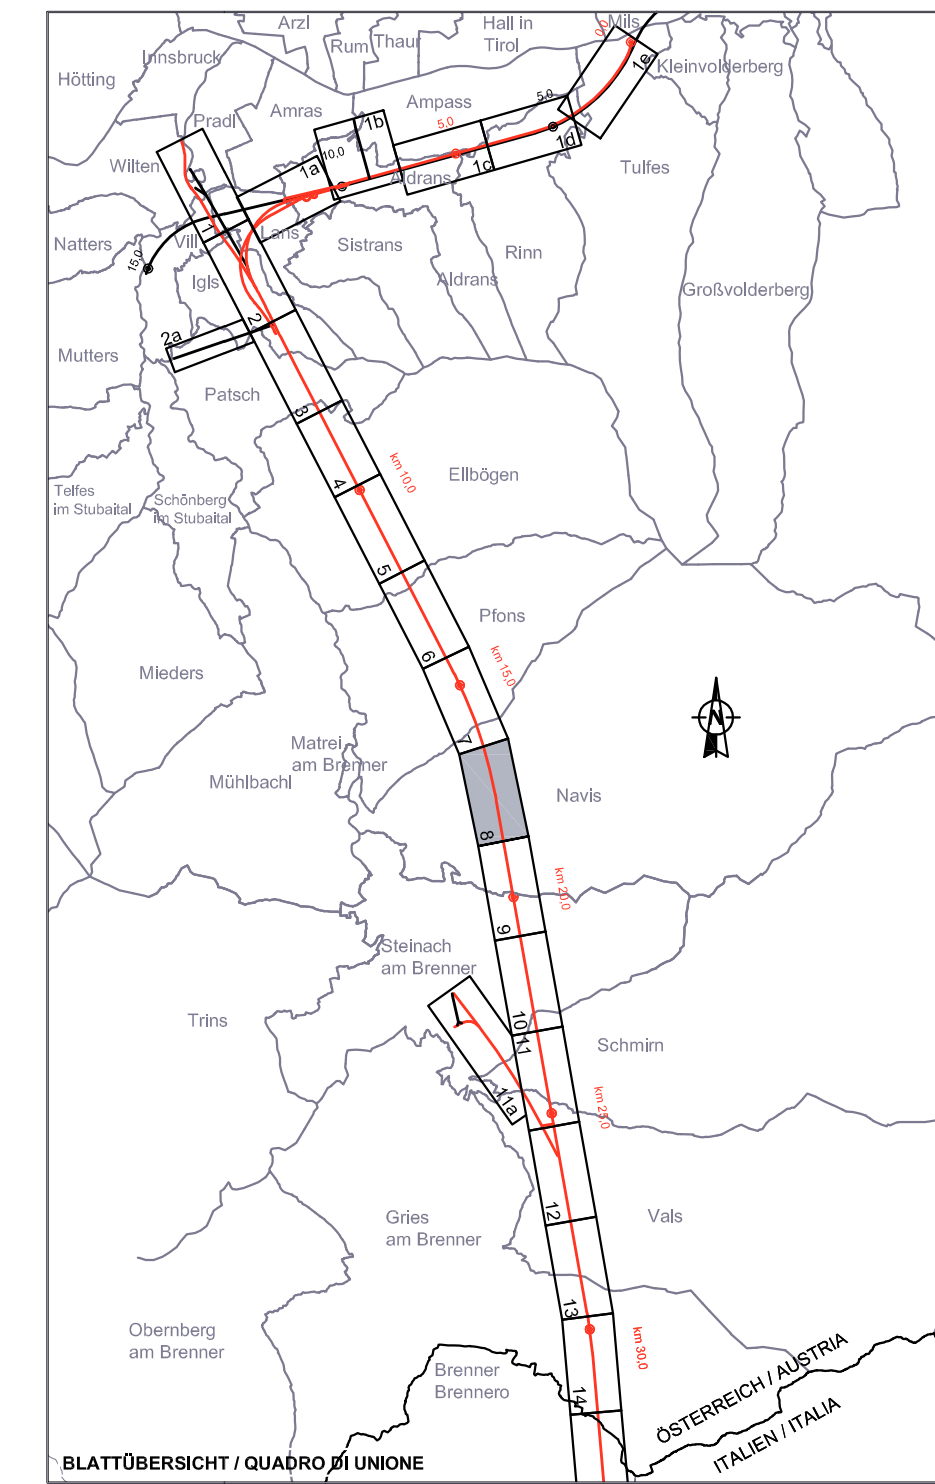 Arzl
Hall in
Tirol
Mils
0,0
Rum
Thaur
Innsbruck
Hötting
Kleinvolderberg
1e
Amras
Ampass
5,0
5,0
Pradl
1b
10,0
1d
Wilten
1a
1c
Aldrans
Tulfes
1
Natters
Vill
Lans
Sistrans
Rinn
15,0
Igls
Aldrans
Großvolderberg
2
2a
Mutters
Patsch
3
km 10,0
4
Ellbögen
Telfes
im Stubaital
Schönberg
im Stubaital
5
Pfons
6
km 15,0
Mieders
N
7
Matrei
am Brenner
Mühlbachl
Navis
8
km 20,0
9
Steinach
am Brenner
Trins
10
11
Schmirn
11a
km 25,0
12
Vals
Gries
am Brenner
13
Obernberg
am Brenner
km 30,0
Brenner
Brennero
14
ÖSTERREICH / AUSTRIA
ITALIEN / ITALIA
BLATTÜBERSICHT / QUADRO DI UNIONE